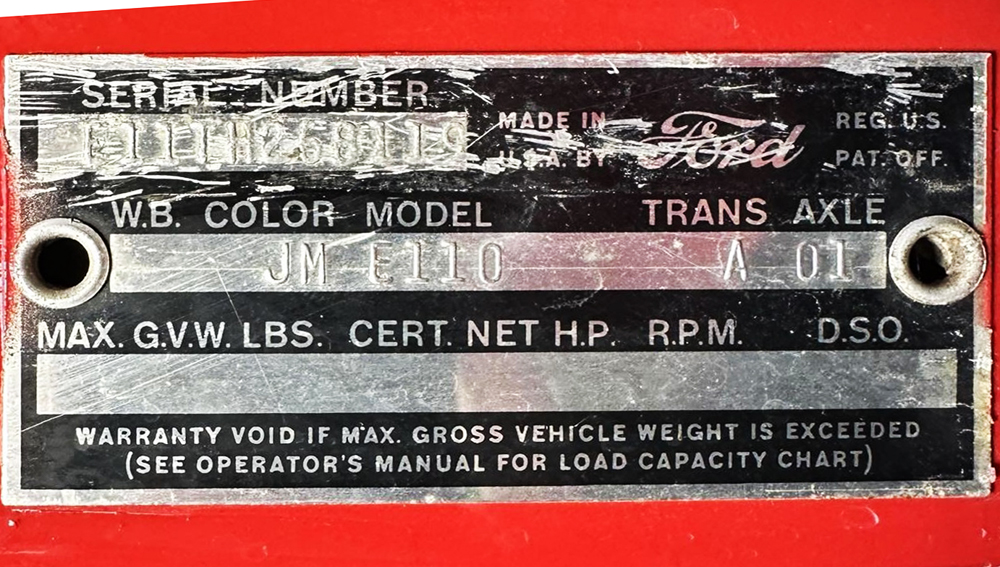 SERIAL NUMBER
MADE IN U.S.A. BY
Ford
REG. U.S. PAT. OFF.
W.B. COLOR MODEL TRANS AXLE
JM E110 A 01
MAX. G.V.W. LBS. CERT. NET H.P. R.P.M. D.S.O.
WARRANTY VOID IF MAX. GROSS VEHICLE WEIGHT IS EXCEEDED
(SEE OPERATOR'S MANUAL FOR LOAD CAPACITY CHART)